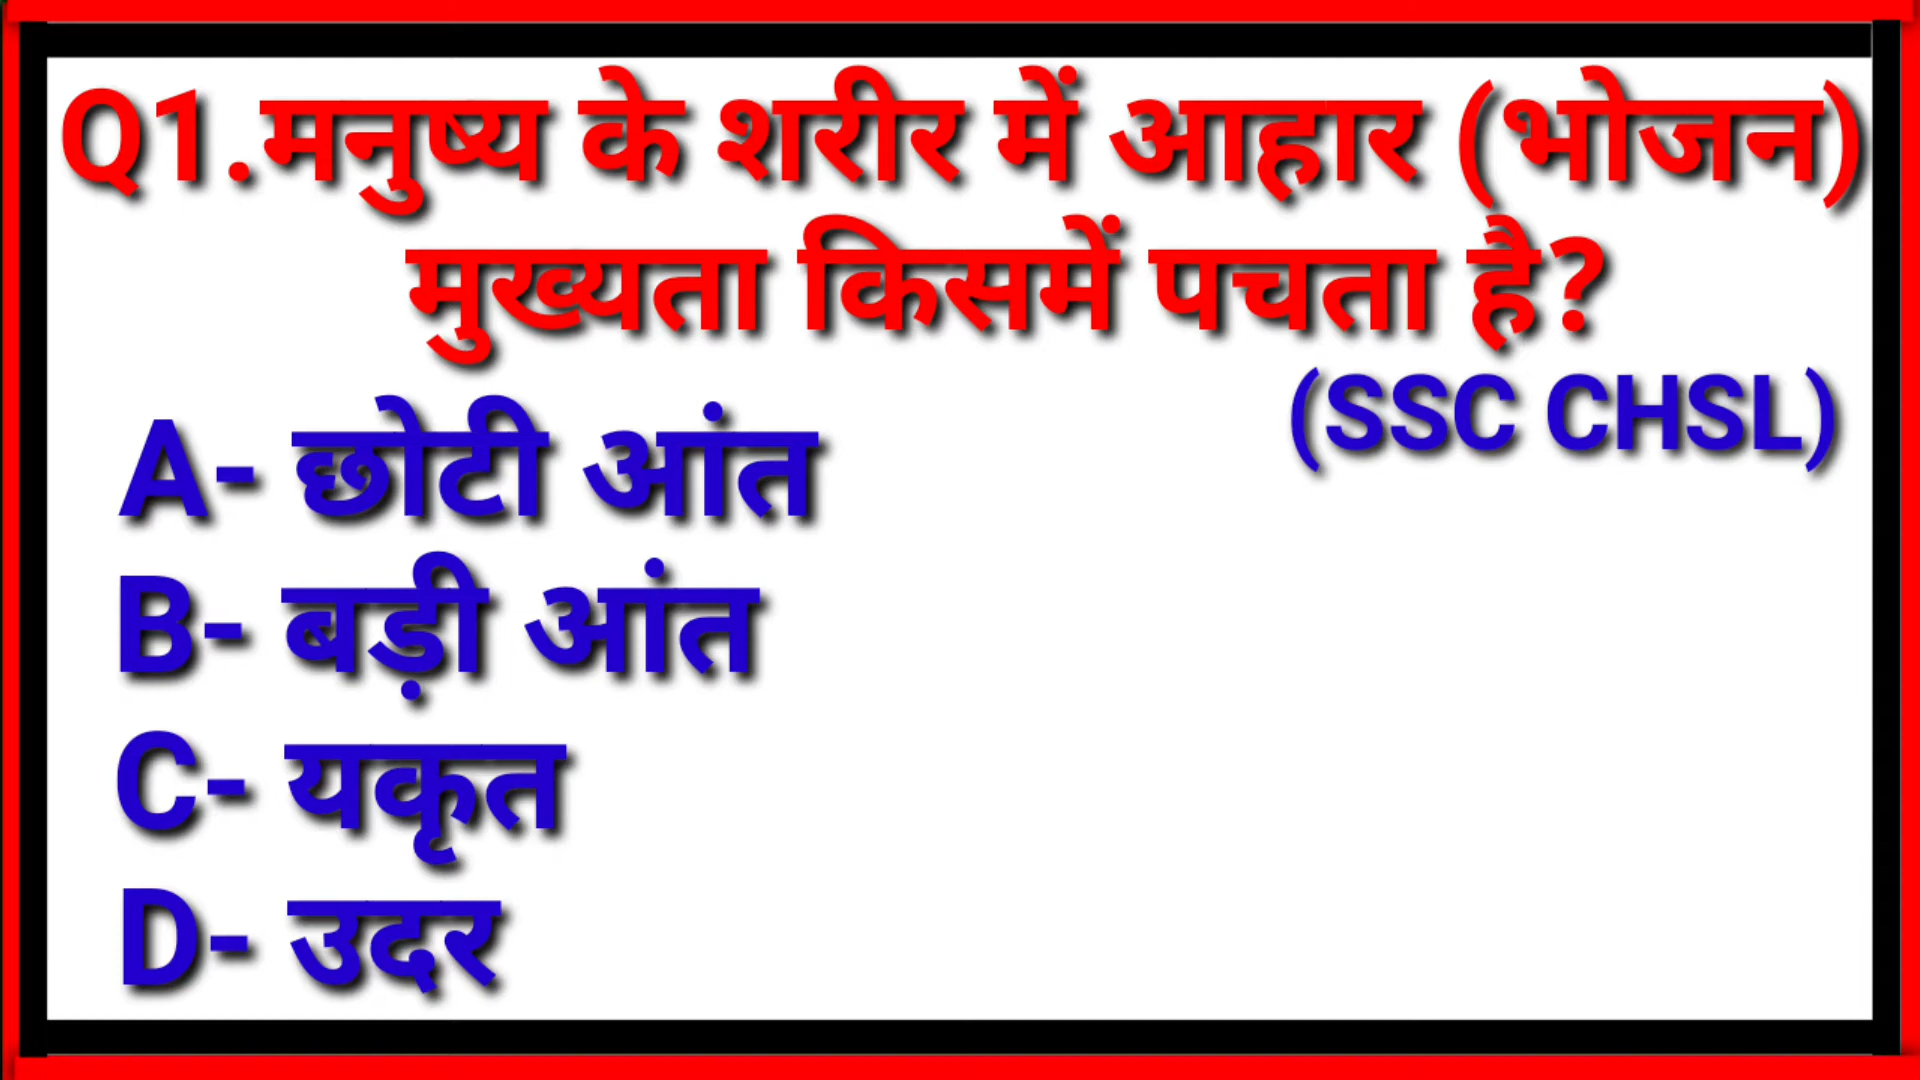 Q1.मनुष्य के शरीर में आहार (भोजन)
मुख्यता किसमें पचता है?
(SSC CHSL)
A- छोटी आंत
B- बड़ी आंत
C- यकृत
D- उदर